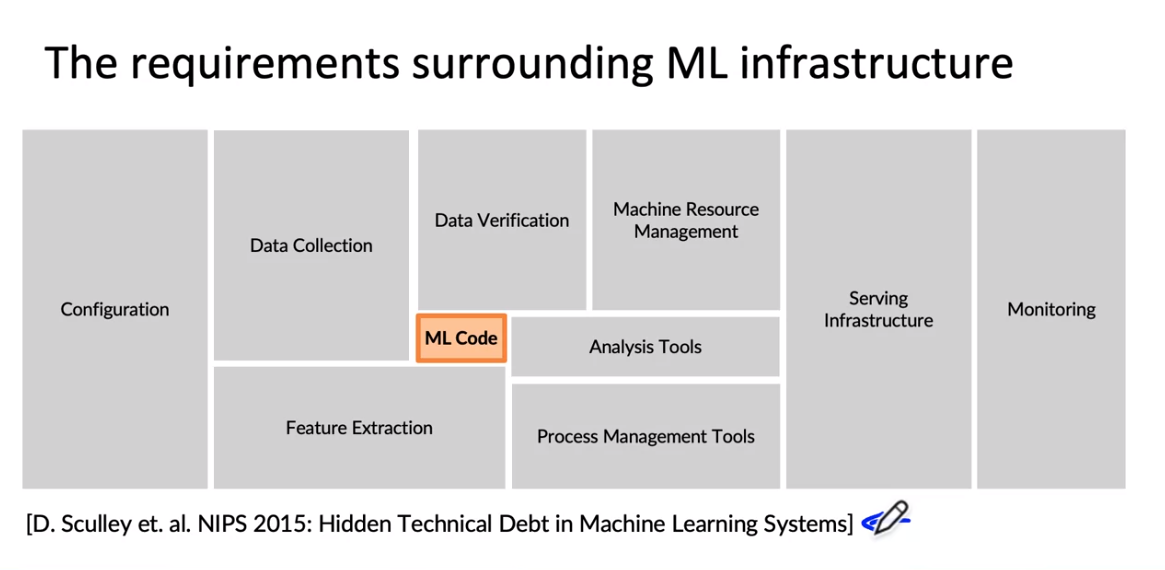 The requirements surrounding ML infrastructure
Configuration
Data Collection
Data Verification
Machine Resource
Management
ML Code
Analysis Tools
Feature Extraction
Process Management Tools
Serving
Infrastructure
Monitoring
[D. Sculley et. al. NIPS 2015: Hidden Technical Debt in Machine Learning Systems]